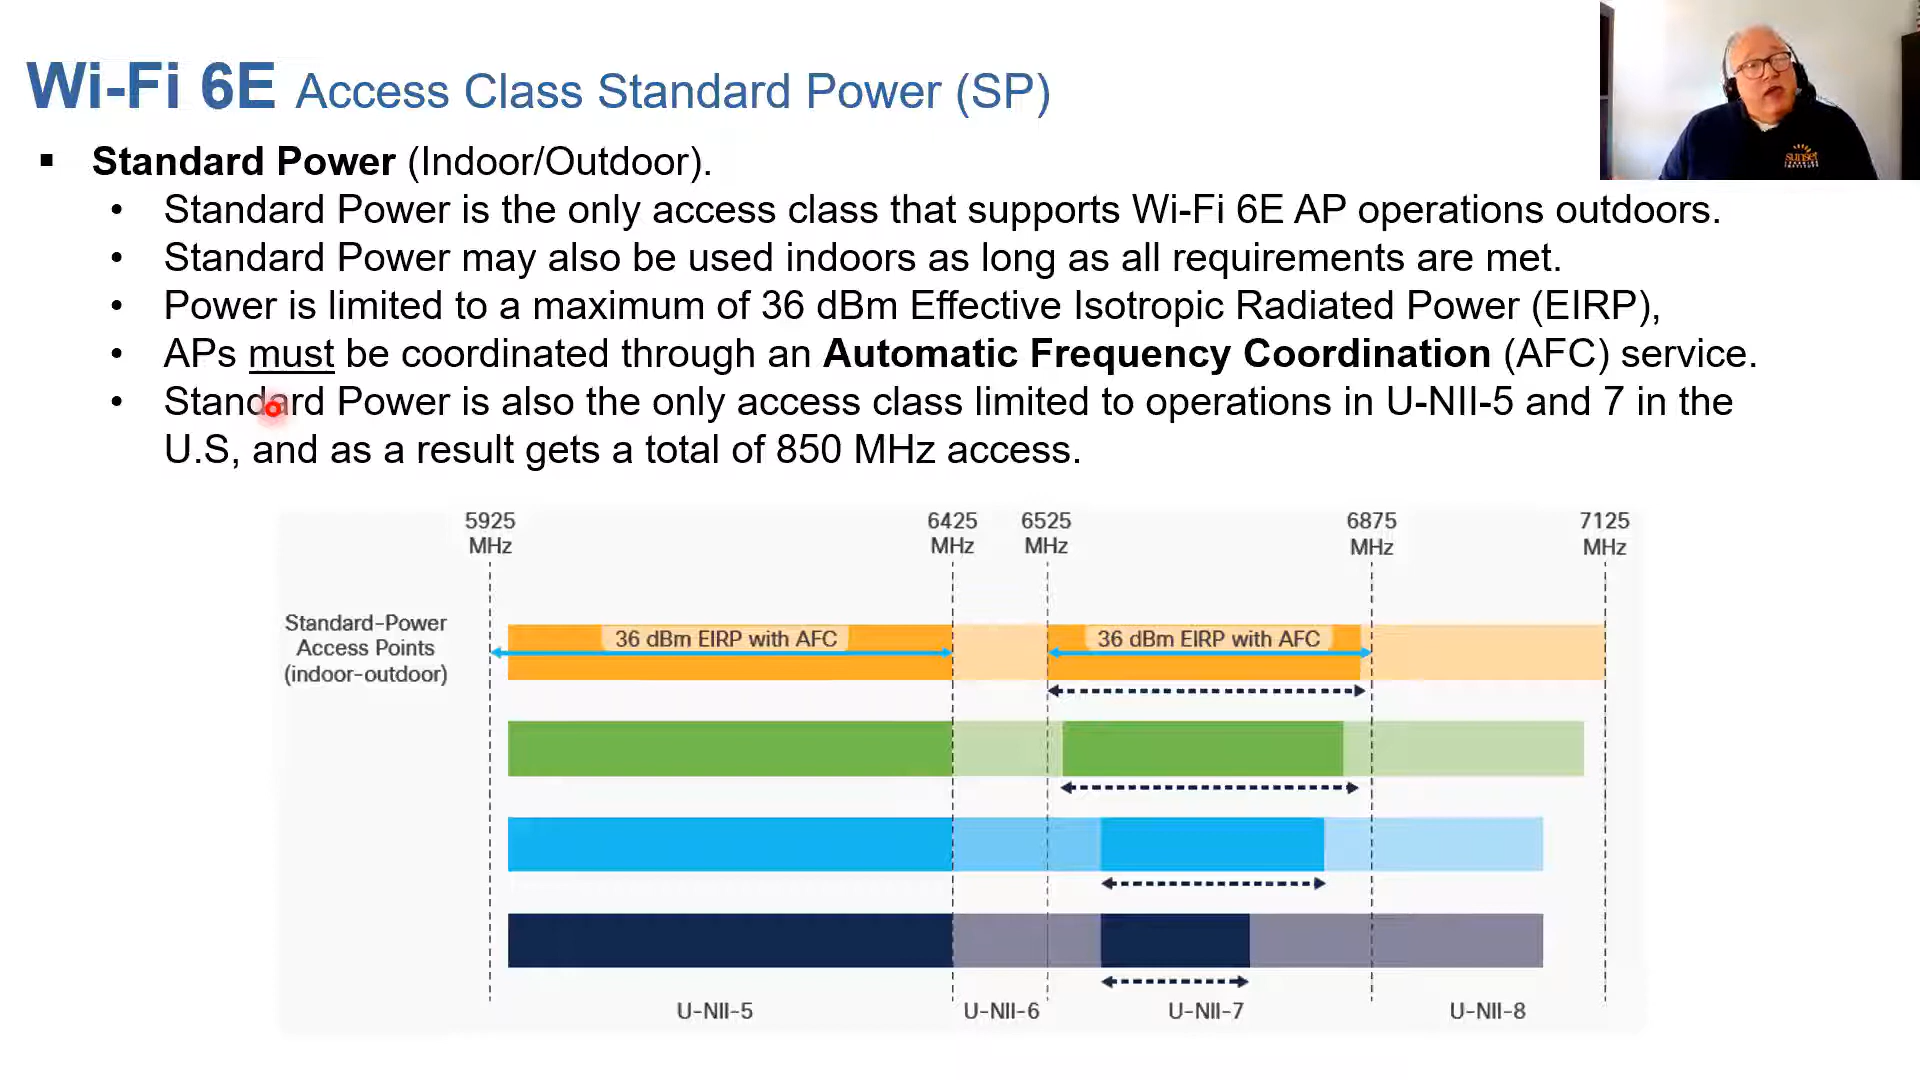 Wi-Fi 6E Access Class Standard Power (SP)
▪ Standard Power (Indoor/Outdoor).
• Standard Power is the only access class that supports Wi-Fi 6E AP operations outdoors.
• Standard Power may also be used indoors as long as all requirements are met.
• Power is limited to a maximum of 36 dBm Effective Isotropic Radiated Power (EIRP),
• APs must be coordinated through an Automatic Frequency Coordination (AFC) service.
• Standard Power is also the only access class limited to operations in U-NII-5 and 7 in the
U.S, and as a result gets a total of 850 MHz access.
sunset
5925 6425 6525 6875 7125
MHz MHz MHz MHz MHz
Standard-Power
Access Points
(indoor-outdoor)
36 dBm EIRP with AFC 36 dBm EIRP with AFC
U-NII-5 U-NII-6 U-NII-7 U-NII-8